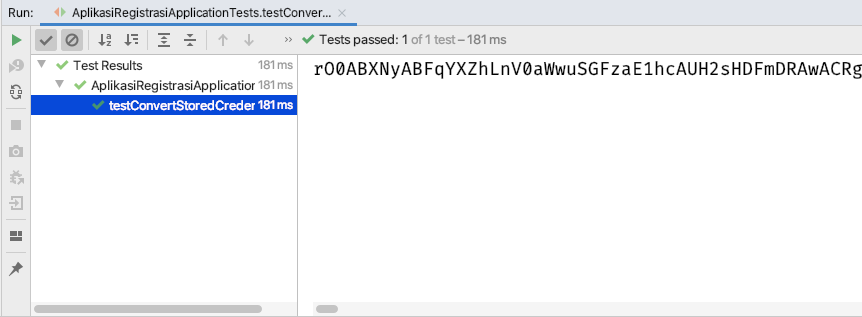 Run: AplikasiRegistrasiApplicationTests.testConver...
Tests passed: 1 of 1 test – 181 ms
Test Results 181 ms
AplikasiRegistrasiApplication 181 ms
testConvertStoredCreder 181 ms
rO0ABXNyABFqYXZhLnV0aWwuSGFzaE1hcAUH2sHDFmDRAwACRg